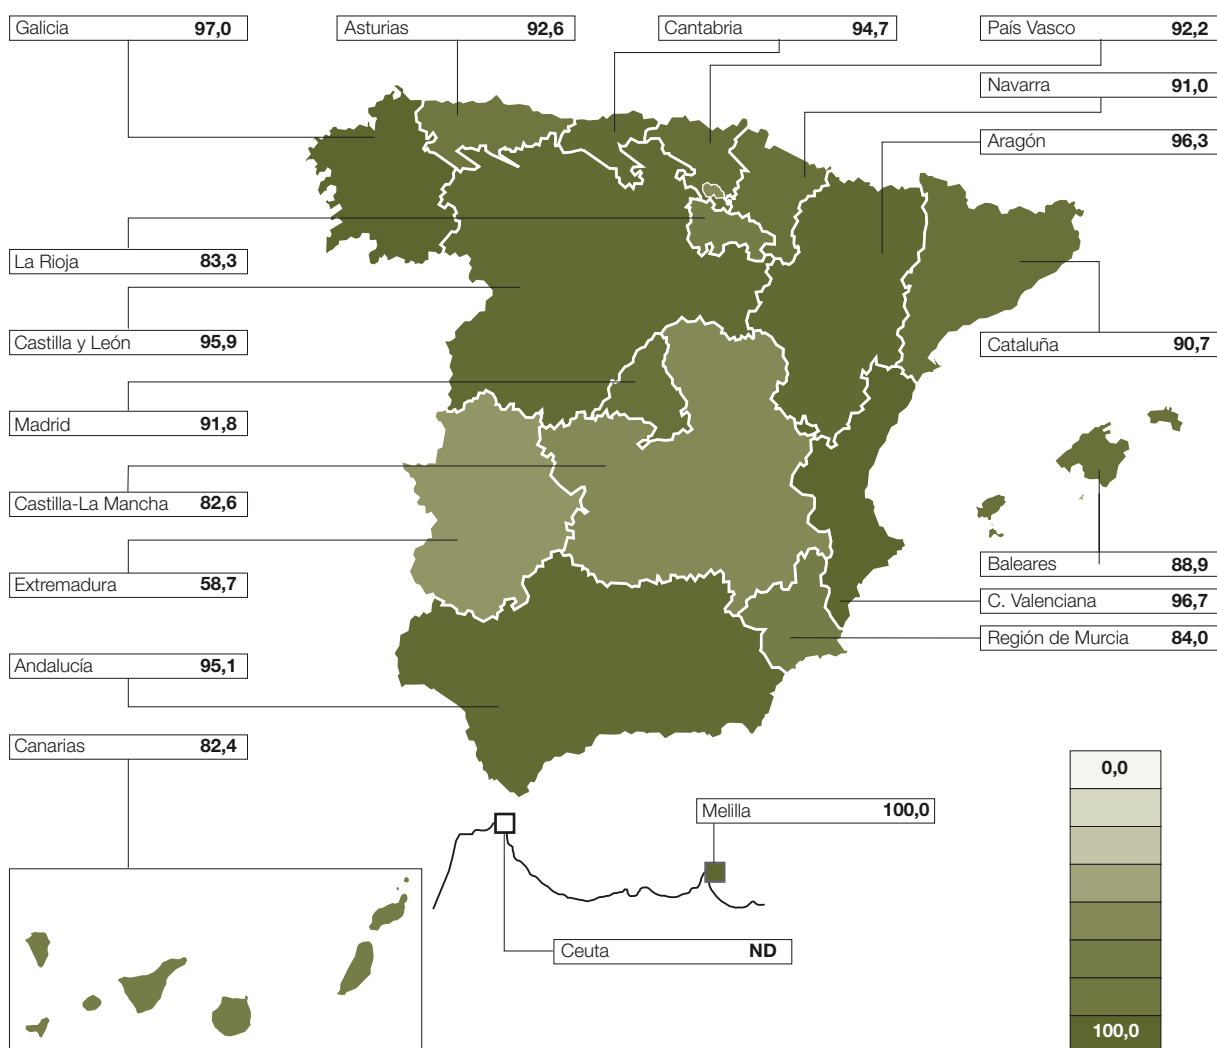 Galicia 97,0
Asturias 92,6
Cantabria 94,7
País Vasco 92,2
Navarra 91,0
Aragón 96,3
La Rioja 83,3
Castilla y León 95,9
Cataluña 90,7
Madrid 91,8
Castilla-La Mancha 82,6
Extremadura 58,7
Baleares 88,9
C. Valenciana 96,7
Región de Murcia 84,0
Andalucía 95,1
Canarias 82,4
Melilla 100,0
Ceuta ND
0,0
100,0